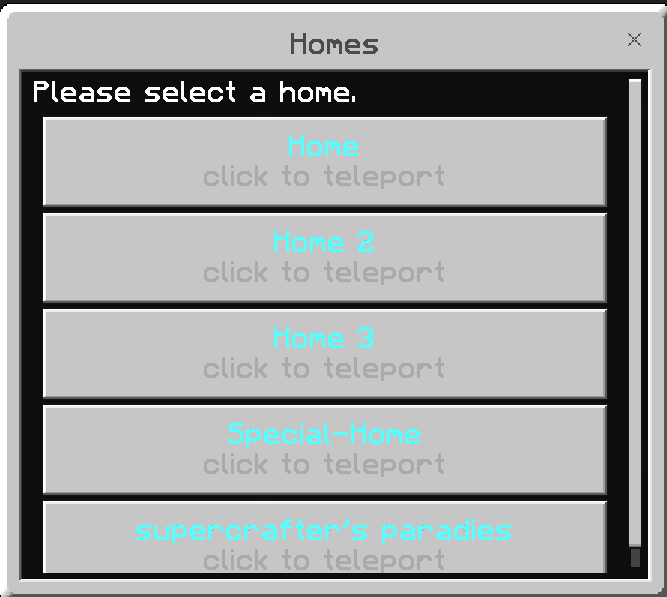 Homes
Please select a home.
Home
click to teleport
Home 2
click to teleport
Home 3
click to teleport
Special-Home
click to teleport
supercrafter's paradies
click to teleport